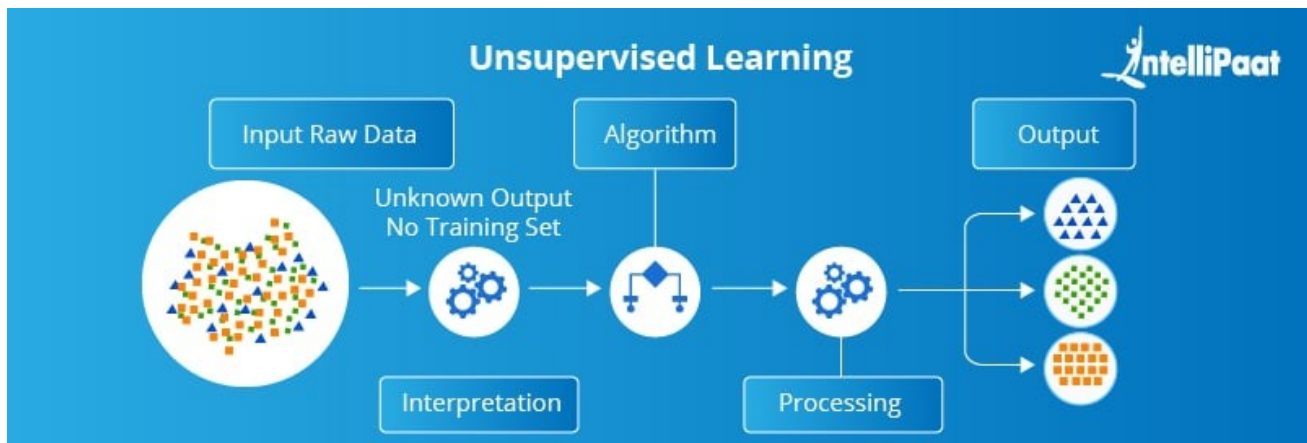 Unsupervised Learning
IntelliPaat
Input Raw Data
Algorithm
Output
Unknown Output
No Training Set
Interpretation
Processing